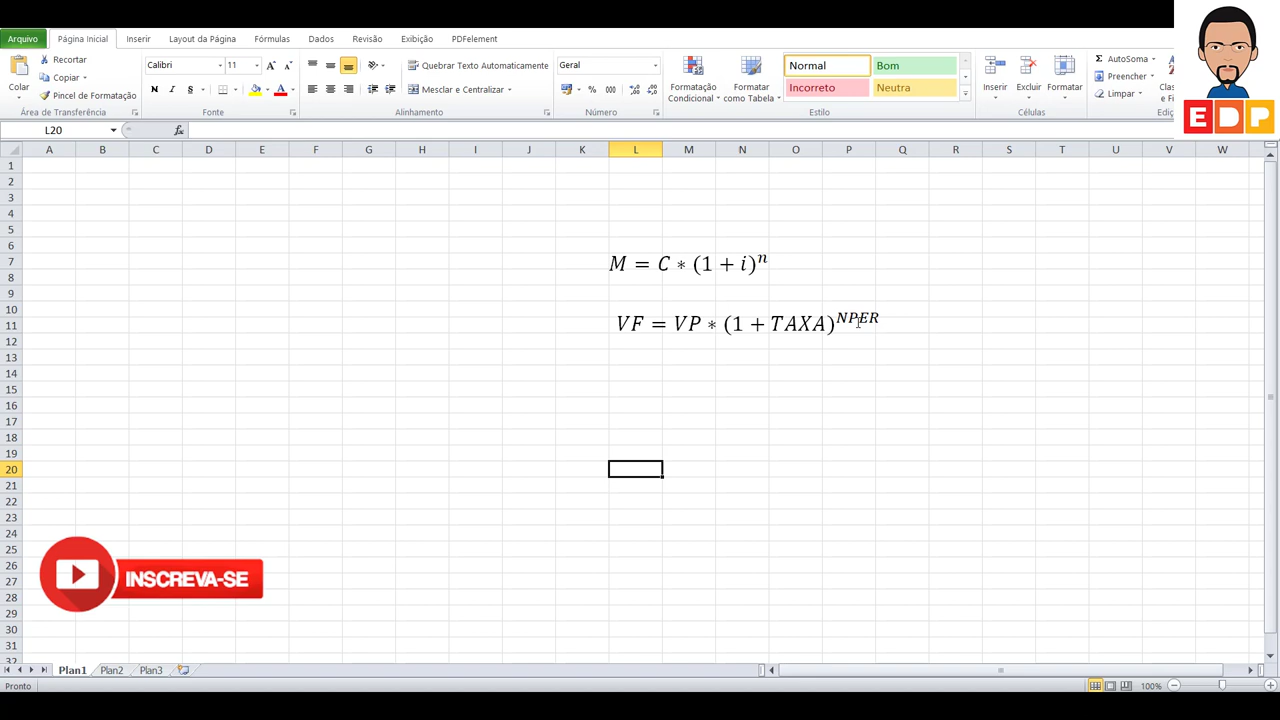 Arquivo Página Inicial Inserir Layout da Página Fórmulas Dados Revisão Exibição PDFelement
Recortar Calibri 11 Quebrar Texto Automaticamente Geral Normal Bom AutoSoma
Colar Copiar Formatação Condicional Formatar como Tabela Inserir Excluir Formatar Preencher
Pincel de Formatação N I S A Mesclar e Centralizar % 000 Incorreto Neutra Limpar
Área de Transferência Fonte Alinhamento Número Estilo Células
EDP
L20 fx
A B C D E F G H I J K L M N O P Q R S T U V W
1
2
3
4
5
6
7
8
9
10
11
12
13
14
15
16
17
18
19
20
21
22
23
24
25
26
27
28
29
30
31
32
M = C ∗ (1 + i)^n
VF = VP ∗ (1 + TAXA)^NPER
INSCREVA-SE
Plan1 Plan2 Plan3
Pronto 100%